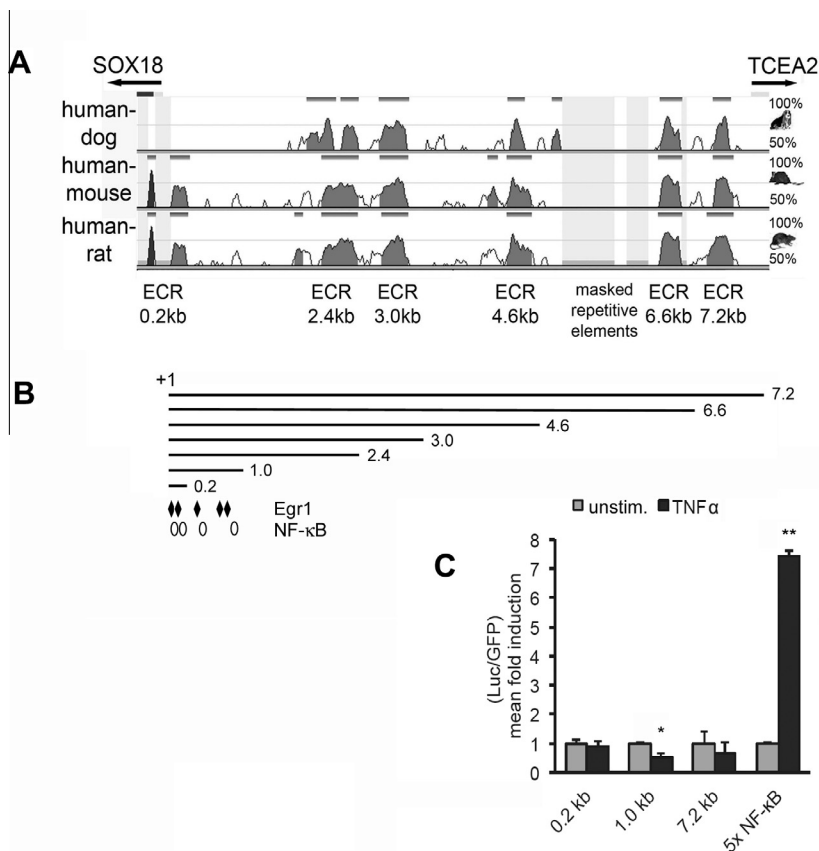 A
SOX18
TCEA2
human-
dog
100%
50%
human-
mouse
100%
50%
human-
rat
100%
50%
ECR
0.2kb
ECR
2.4kb
ECR
3.0kb
ECR
4.6kb
masked
repetitive
elements
ECR
6.6kb
ECR
7.2kb
B
+1
7.2
6.6
4.6
3.0
2.4
1.0
0.2
Egr1
NF-κB
C
unstim. TNFα
(Luc/GFP)
mean fold induction
8
7
6
5
4
3
2
1
0
*
**
0.2 kb
1.0 kb
7.2 kb
5x NF-κB